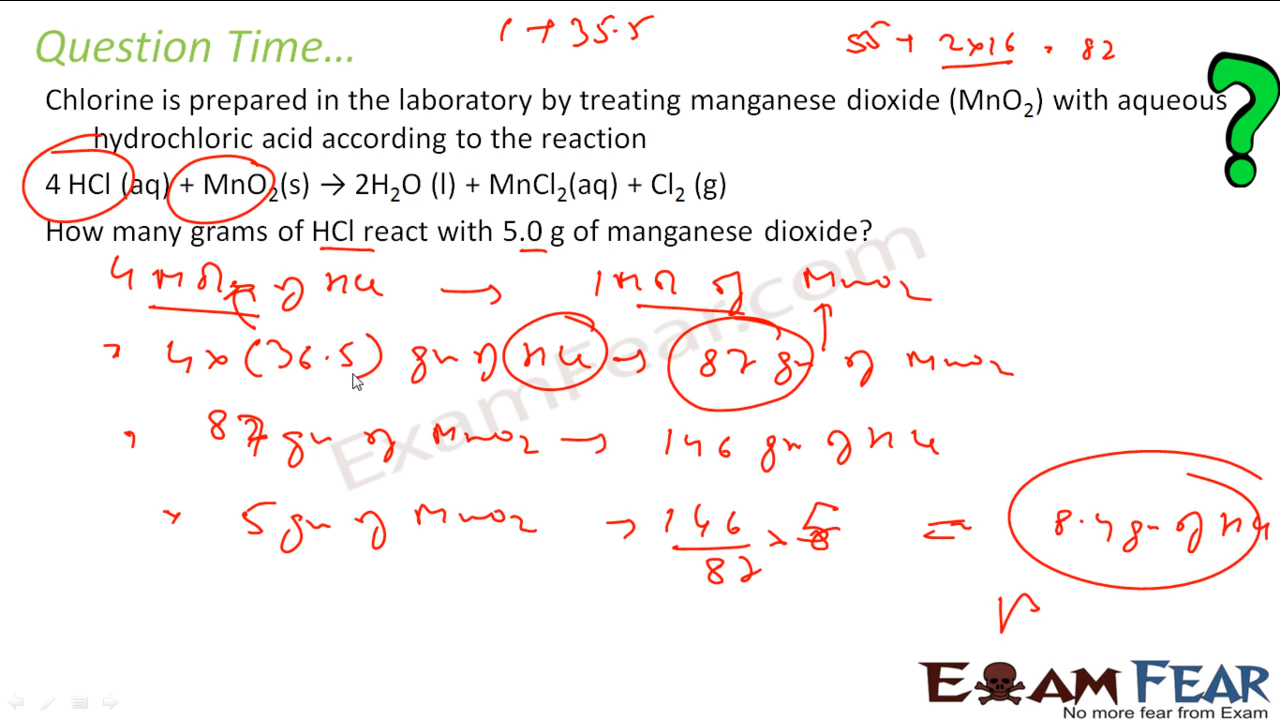 Question Time...
1 + 35.5
55 + 2x16 = 87
Chlorine is prepared in the laboratory by treating manganese dioxide (MnO₂) with aqueous
hydrochloric acid according to the reaction
4 HCl (aq) + MnO₂(s) → 2H₂O (l) + MnCl₂(aq) + Cl₂ (g)
How many grams of HCl react with 5.0 g of manganese dioxide?
4 mol of HCl → 1 mol of MnO2
4 x (36.5) gm of HCl → 87 gm of MnO2
87 gm of MnO2 → 146 gm of HCl
5 gm of MnO2 → 146/87 x 5 = 8.4 gm of HCl
ExamFear.com
EXAM FEAR
No more fear from Exam